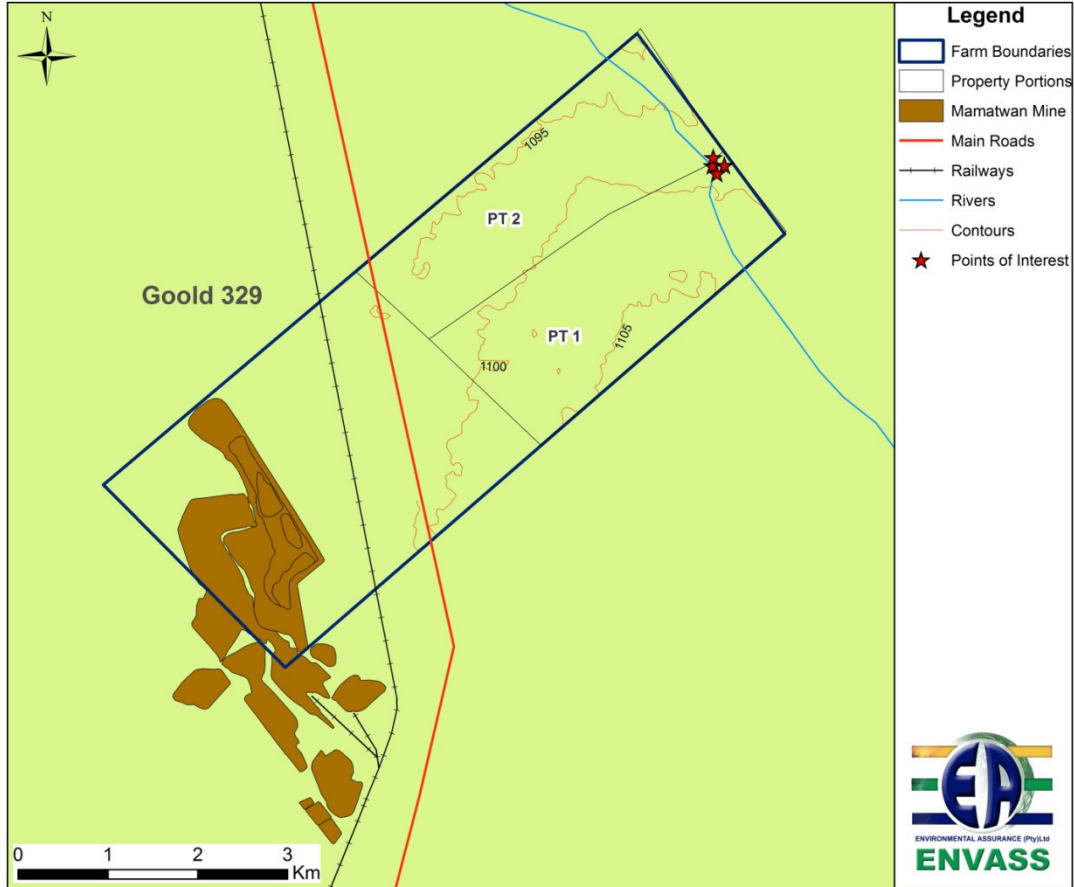 N
1095
PT 2
Goold 329
PT 1
1105
1100
0 1 2 3
Km
Legend
Farm Boundaries
Property Portions
Mamatwan Mine
Main Roads
Railways
Rivers
Contours
Points of Interest
EA
ENVIRONMENTAL ASSURANCE (Pty)Ltd
ENVASS